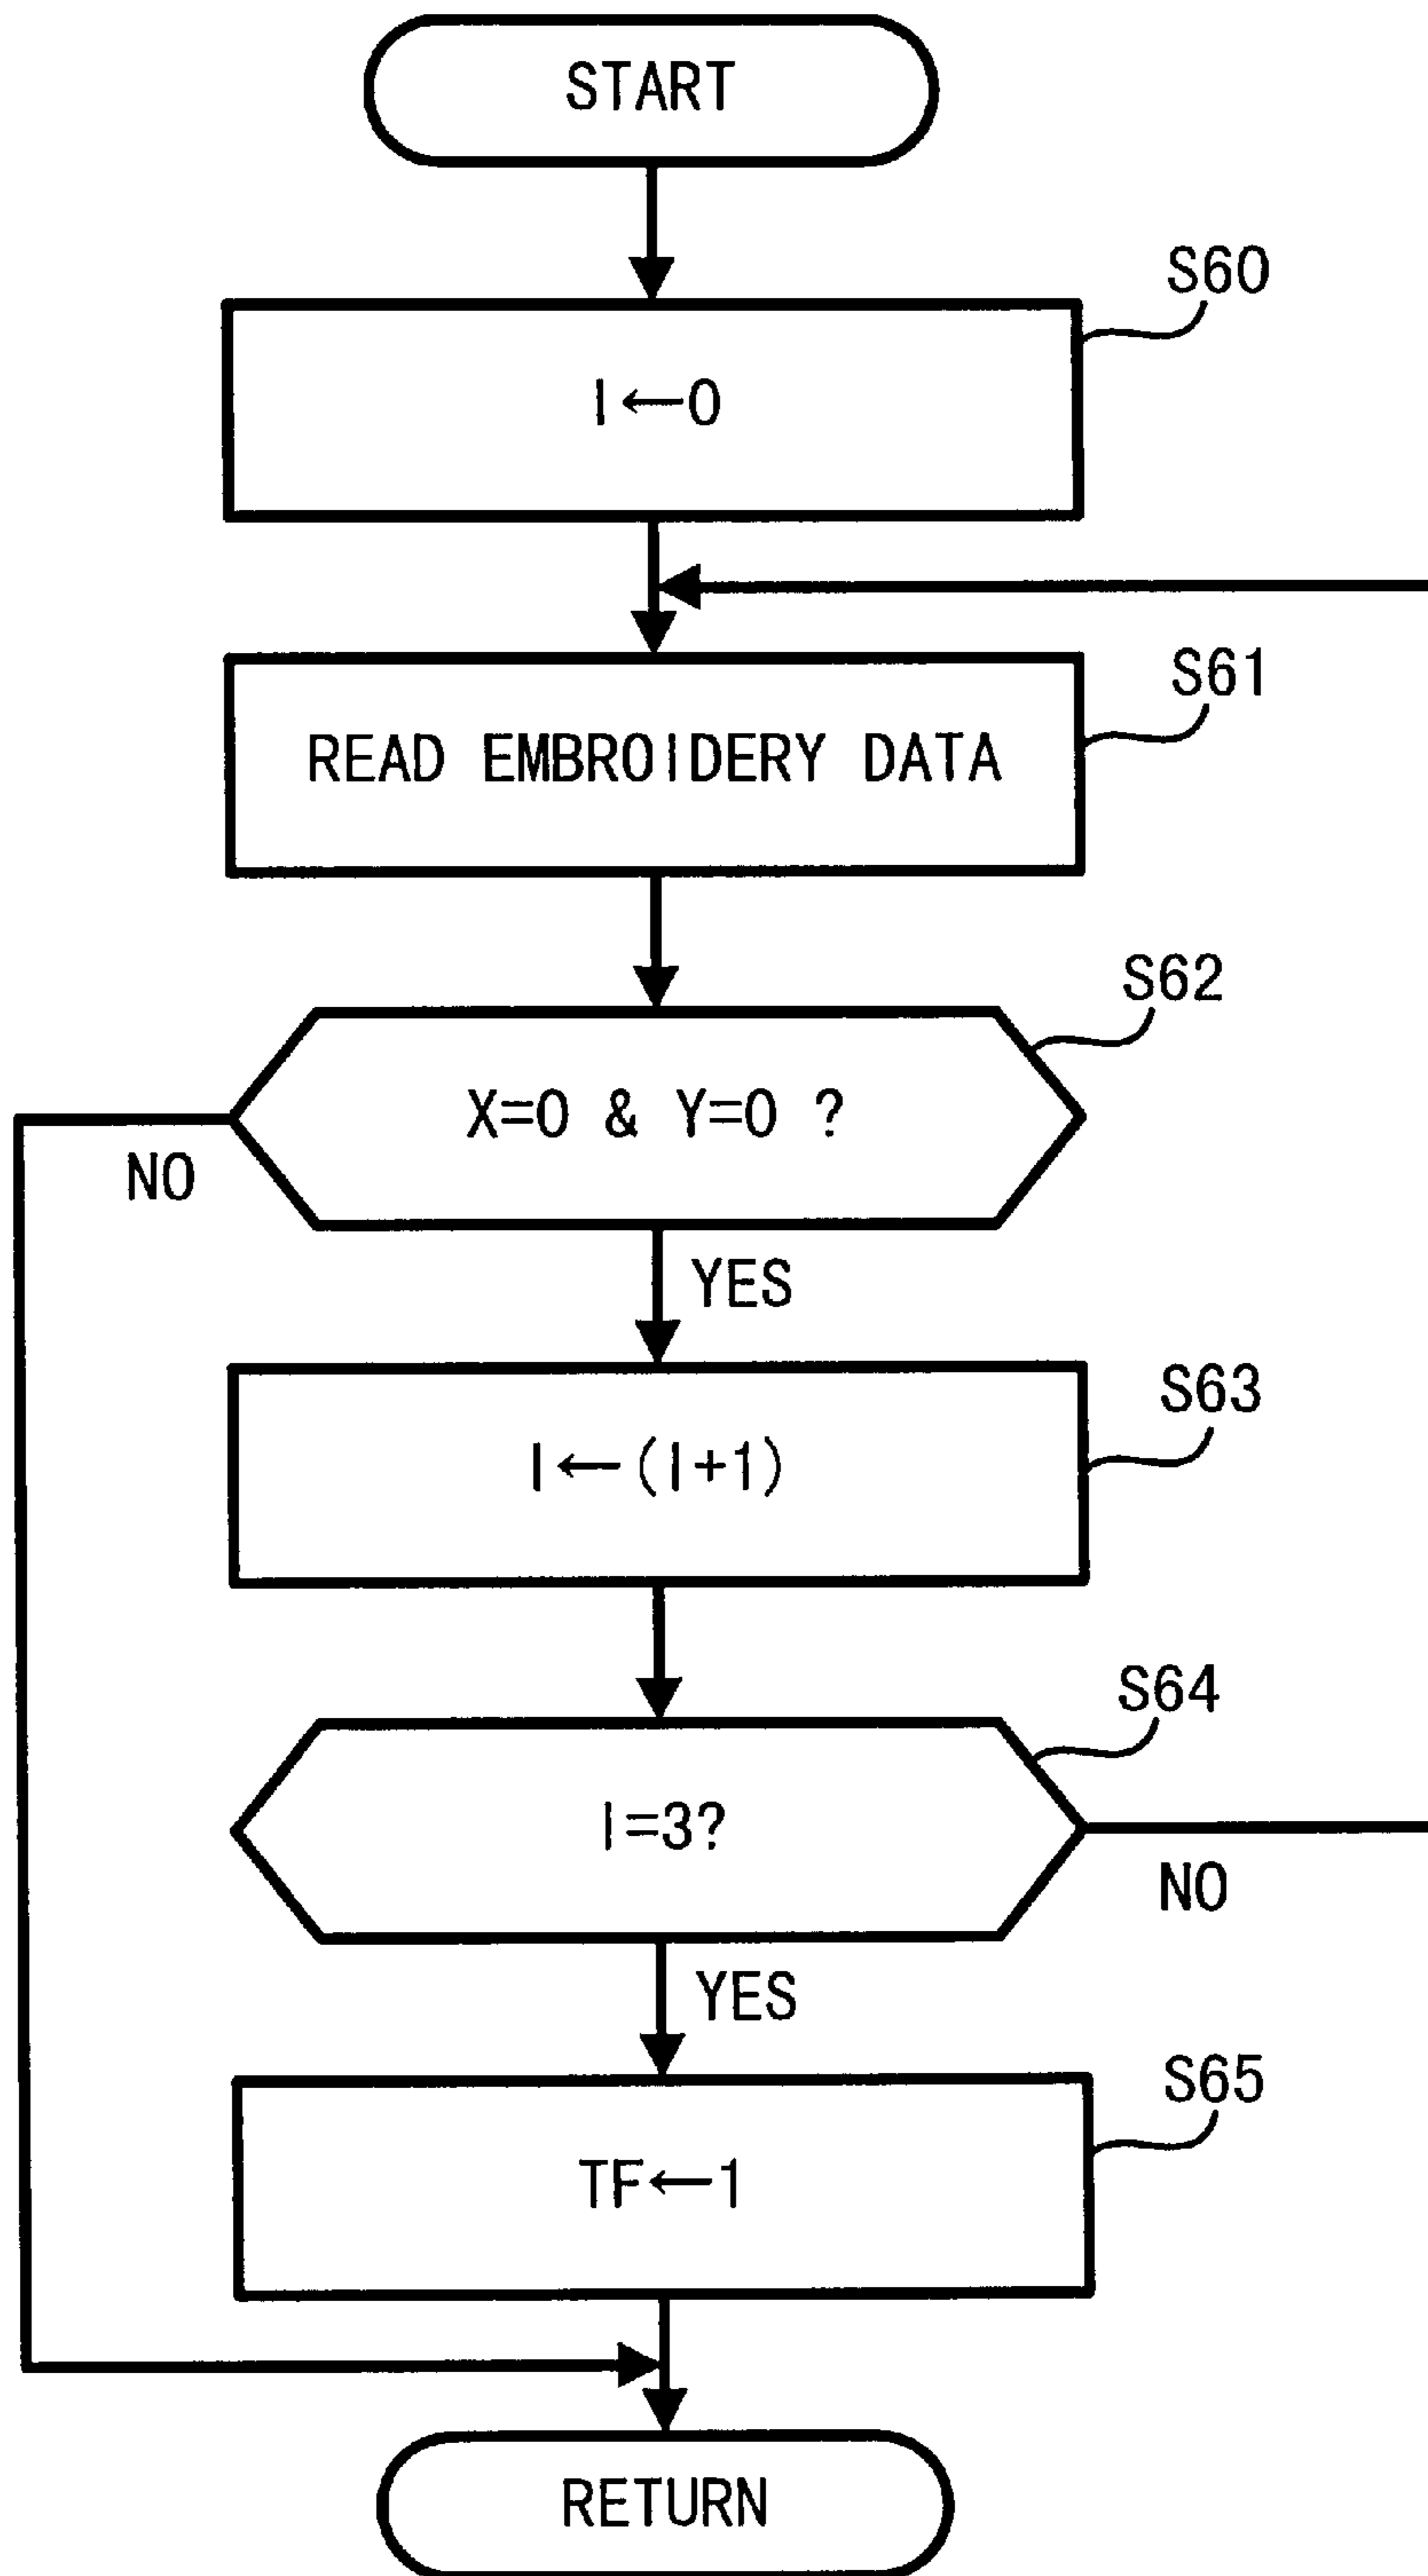 START
S60
I←0
S61
READ EMBROIDERY DATA
S62
X=0 & Y=0 ?
NO
YES
S63
I←(I+1)
S64
I=3?
NO
YES
S65
TF←1
RETURN